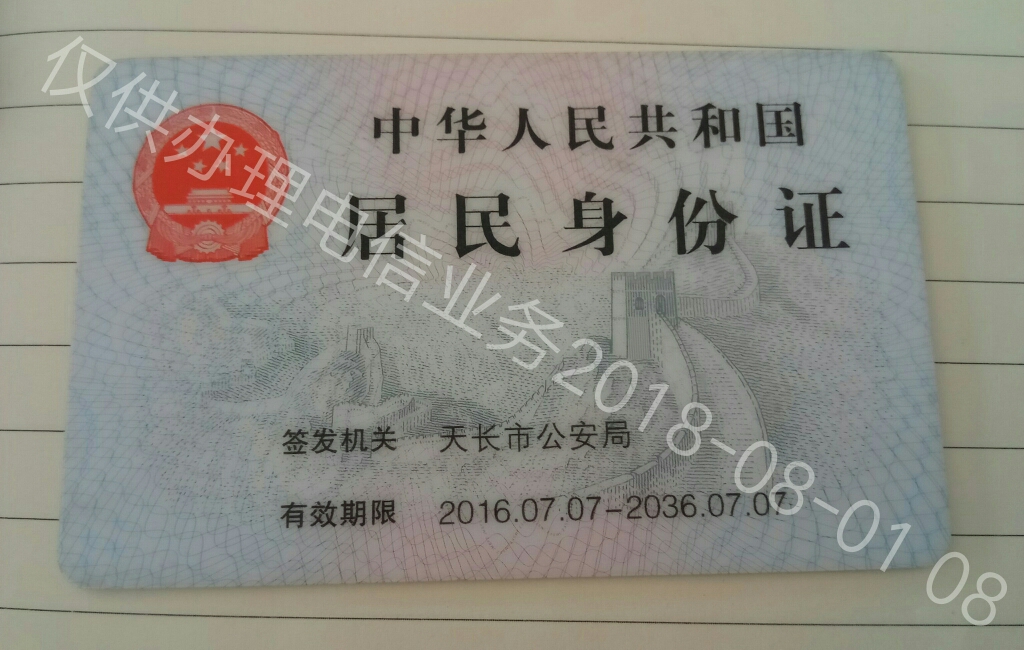 中华人民共和国
居民身份证
签发机关 天长市公安局
有效期限 2016.07.07-2036.07.07
仅供办理电信业务2018-08-01 08